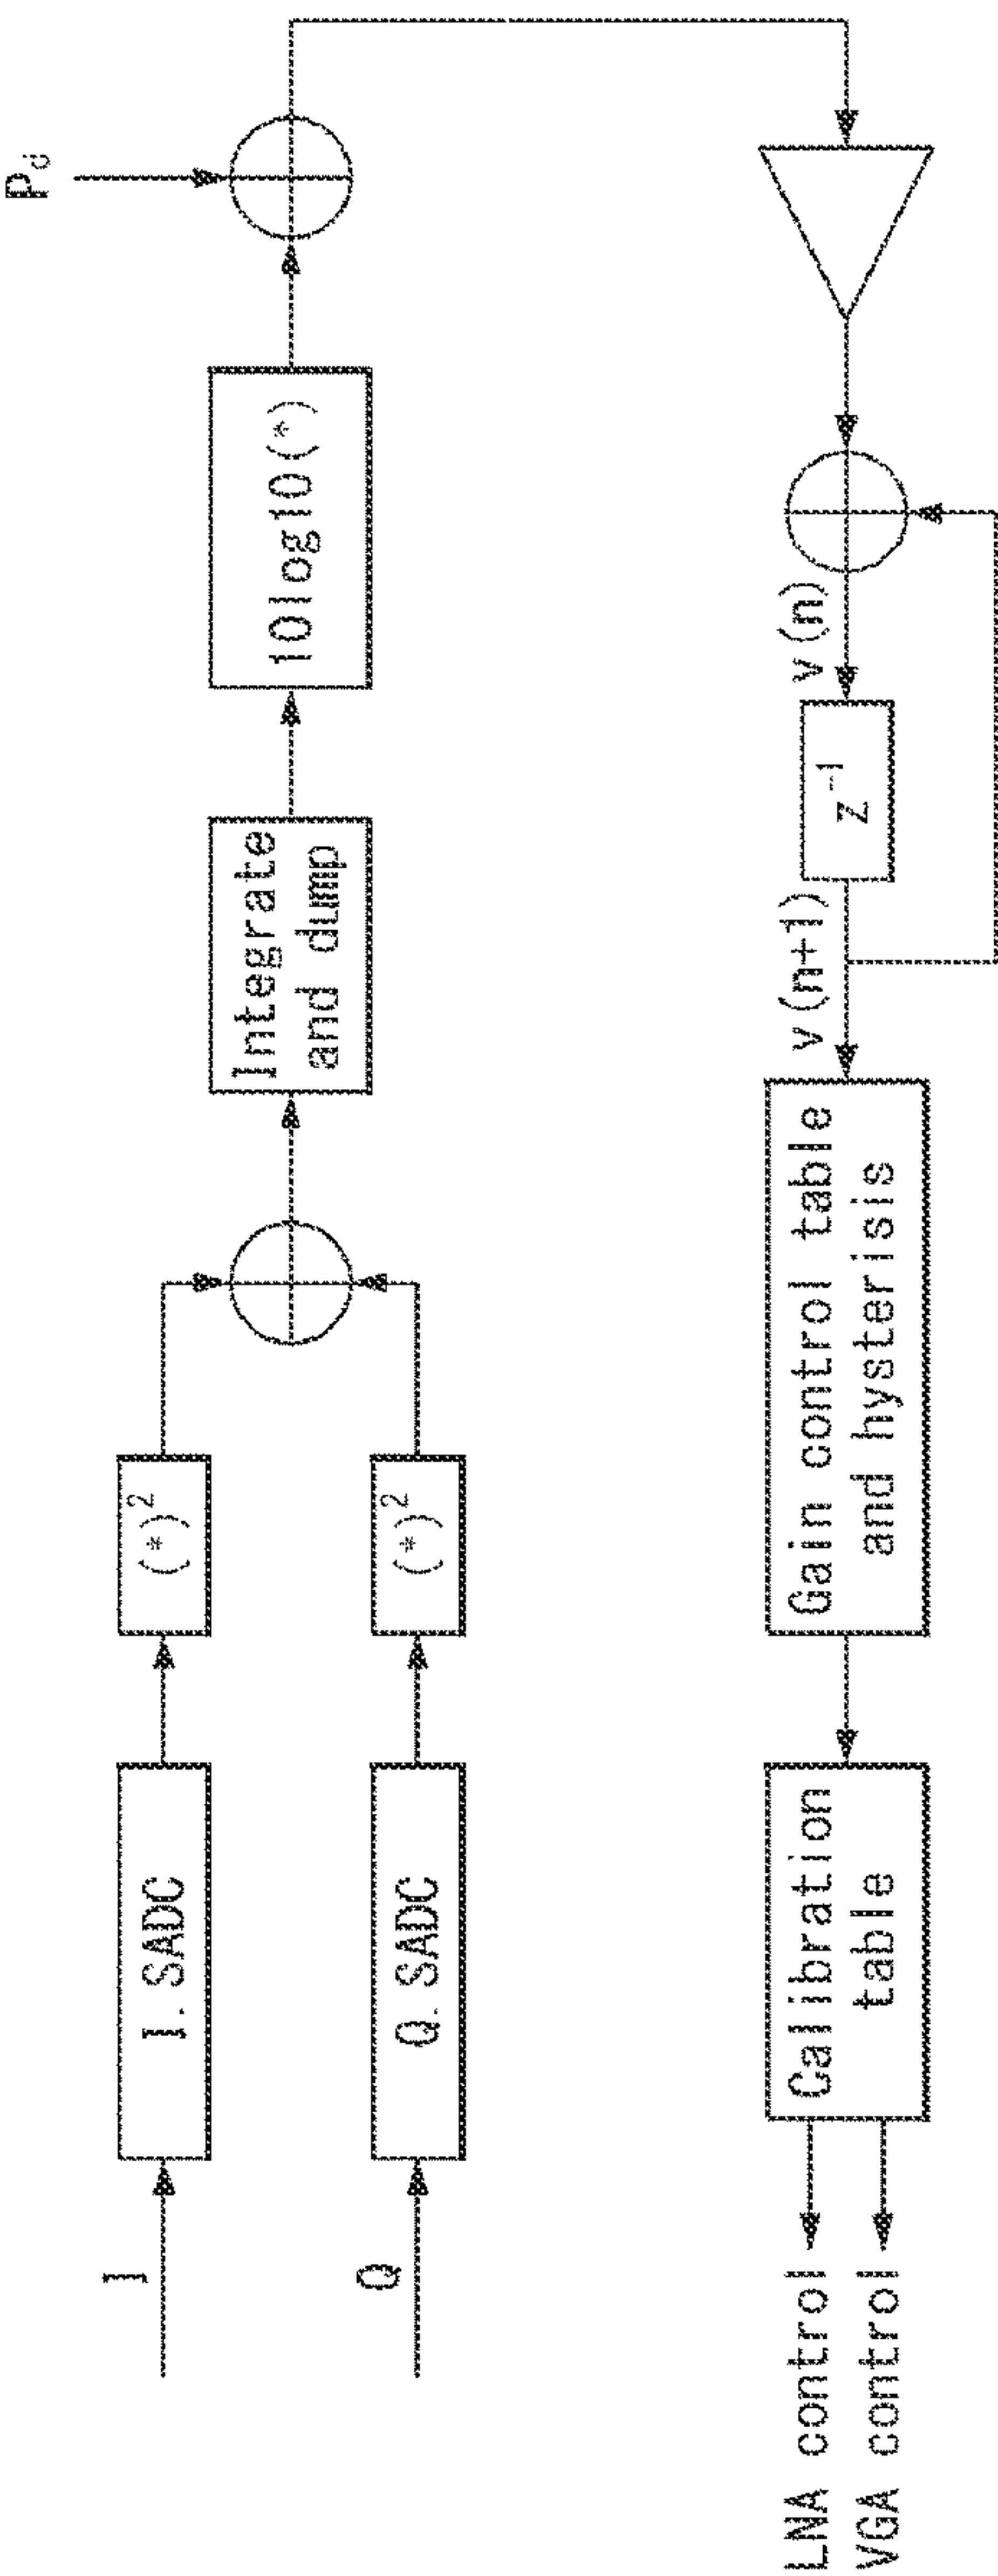 I
I. SADC
(*)²
Q
Q. SADC
(*)²
Integrate
and dump
10log10(*)
Pd
v(n)
z⁻¹
v(n+1)
Gain control table
and hysterisis
Calibration
table
LNA control
VGA control